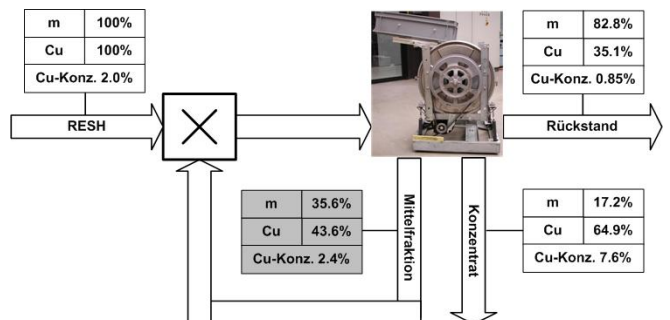 m 100%
Cu 100%
Cu-Konz. 2.0%
RESH
m 82.8%
Cu 35.1%
Cu-Konz. 0.85%
Rückstand
m 35.6%
Cu 43.6%
Cu-Konz. 2.4%
Mittelfraktion
Konzentrat
m 17.2%
Cu 64.9%
Cu-Konz. 7.6%